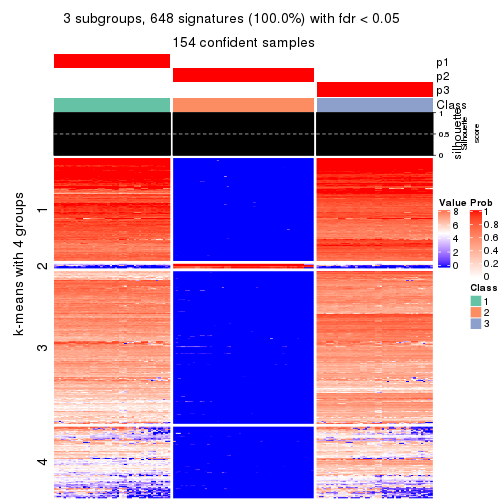 3 subgroups, 648 signatures (100.0%) with fdr < 0.05
154 confident samples
p1
p2
p3
Class
1
0.5
0
silhouette
Silhouette
score
k-means with 4 groups
1
2
3
4
Value
8
6
4
2
0
Prob
1
0.8
0.6
0.4
0.2
0
Class
1
2
3